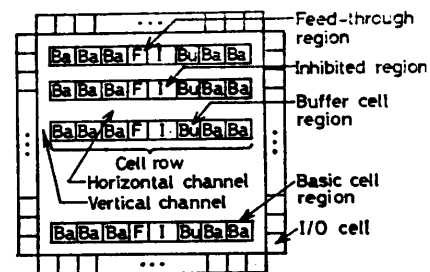 Feed-through
region
Ba Ba Ba F I Bu Ba Ba
Inhibited region
Ba Ba Ba F I Bu Ba Ba
Buffer cell
region
Ba Ba Ba F I Bu Ba Ba
Cell row
Horizontal channel
Vertical channel
Basic cell
region
Ba Ba Ba F I Bu Ba Ba
I/O cell